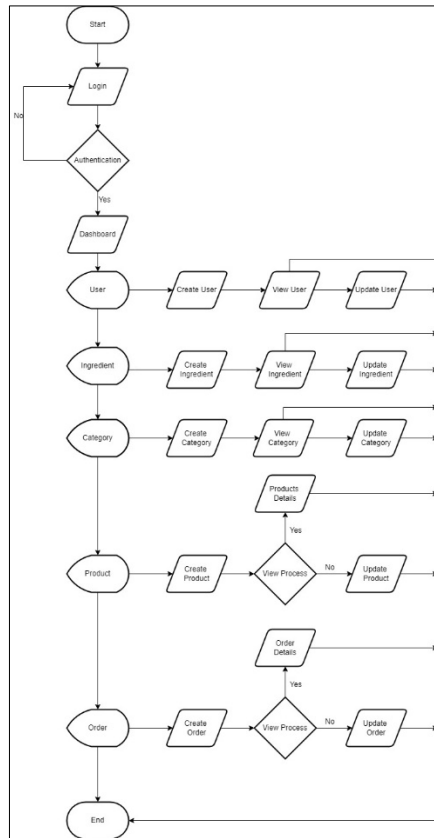 Start
Login
No
Authentication
Yes
Dashboard
User
Create User
View User
Update User
Ingredient
Create
Ingredient
View
Ingredient
Update
Ingredient
Category
Create
Category
View
Category
Update
Category
Products
Details
Yes
Product
Create
Product
View Process
No
Update
Product
Order
Details
Yes
Order
Create
Order
View Process
No
Update
Order
End